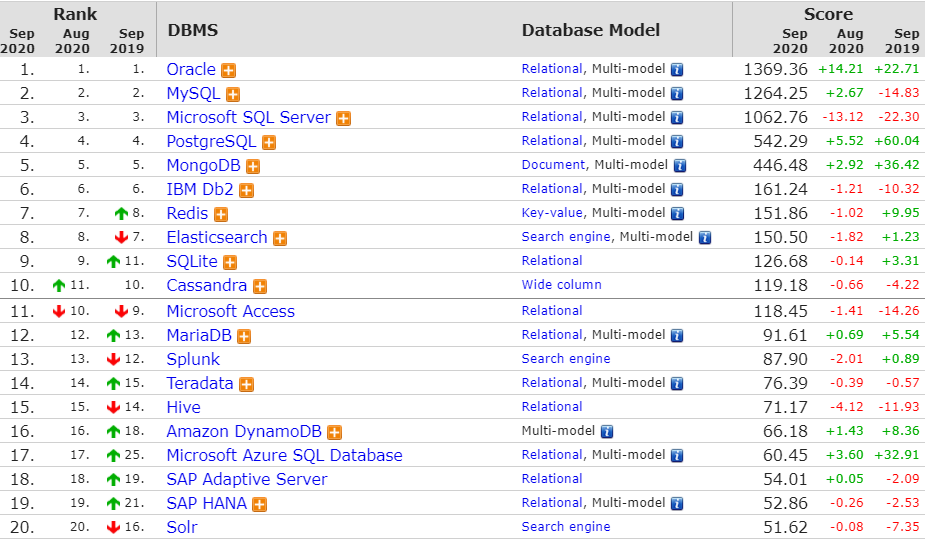 Rank Score
Sep 2020 Aug 2020 Sep 2019 DBMS Database Model Sep 2020 Aug 2020 Sep 2019
1. 1. 1. Oracle Relational, Multi-model 1369.36 +14.21 +22.71
2. 2. 2. MySQL Relational, Multi-model 1264.25 +2.67 -14.83
3. 3. 3. Microsoft SQL Server Relational, Multi-model 1062.76 -13.12 -22.30
4. 4. 4. PostgreSQL Relational, Multi-model 542.29 +5.52 +60.04
5. 5. 5. MongoDB Document, Multi-model 446.48 +2.92 +36.42
6. 6. 6. IBM Db2 Relational, Multi-model 161.24 -1.21 -10.32
7. 7. 8. Redis Key-value, Multi-model 151.86 -1.02 +9.95
8. 8. 7. Elasticsearch Search engine, Multi-model 150.50 -1.82 +1.23
9. 9. 11. SQLite Relational 126.68 -0.14 +3.31
10. 11. 10. Cassandra Wide column 119.18 -0.66 -4.22
11. 10. 9. Microsoft Access Relational 118.45 -1.41 -14.26
12. 12. 13. MariaDB Relational, Multi-model 91.61 +0.69 +5.54
13. 13. 12. Splunk Search engine 87.90 -2.01 +0.89
14. 14. 15. Teradata Relational, Multi-model 76.39 -0.39 -0.57
15. 15. 14. Hive Relational 71.17 -4.12 -11.93
16. 16. 18. Amazon DynamoDB Multi-model 66.18 +1.43 +8.36
17. 17. 25. Microsoft Azure SQL Database Relational, Multi-model 60.45 +3.60 +32.91
18. 18. 19. SAP Adaptive Server Relational 54.01 +0.05 -2.09
19. 19. 21. SAP HANA Relational, Multi-model 52.86 -0.26 -2.53
20. 20. 16. Solr Search engine 51.62 -0.08 -7.35